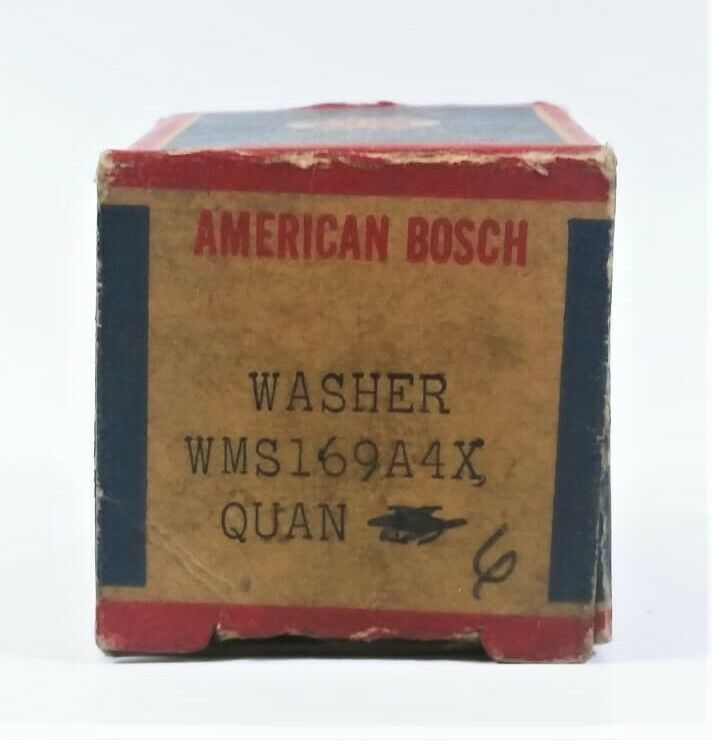 AMERICAN BOSCH
WASHER
WMS169A4X
QUAN
6